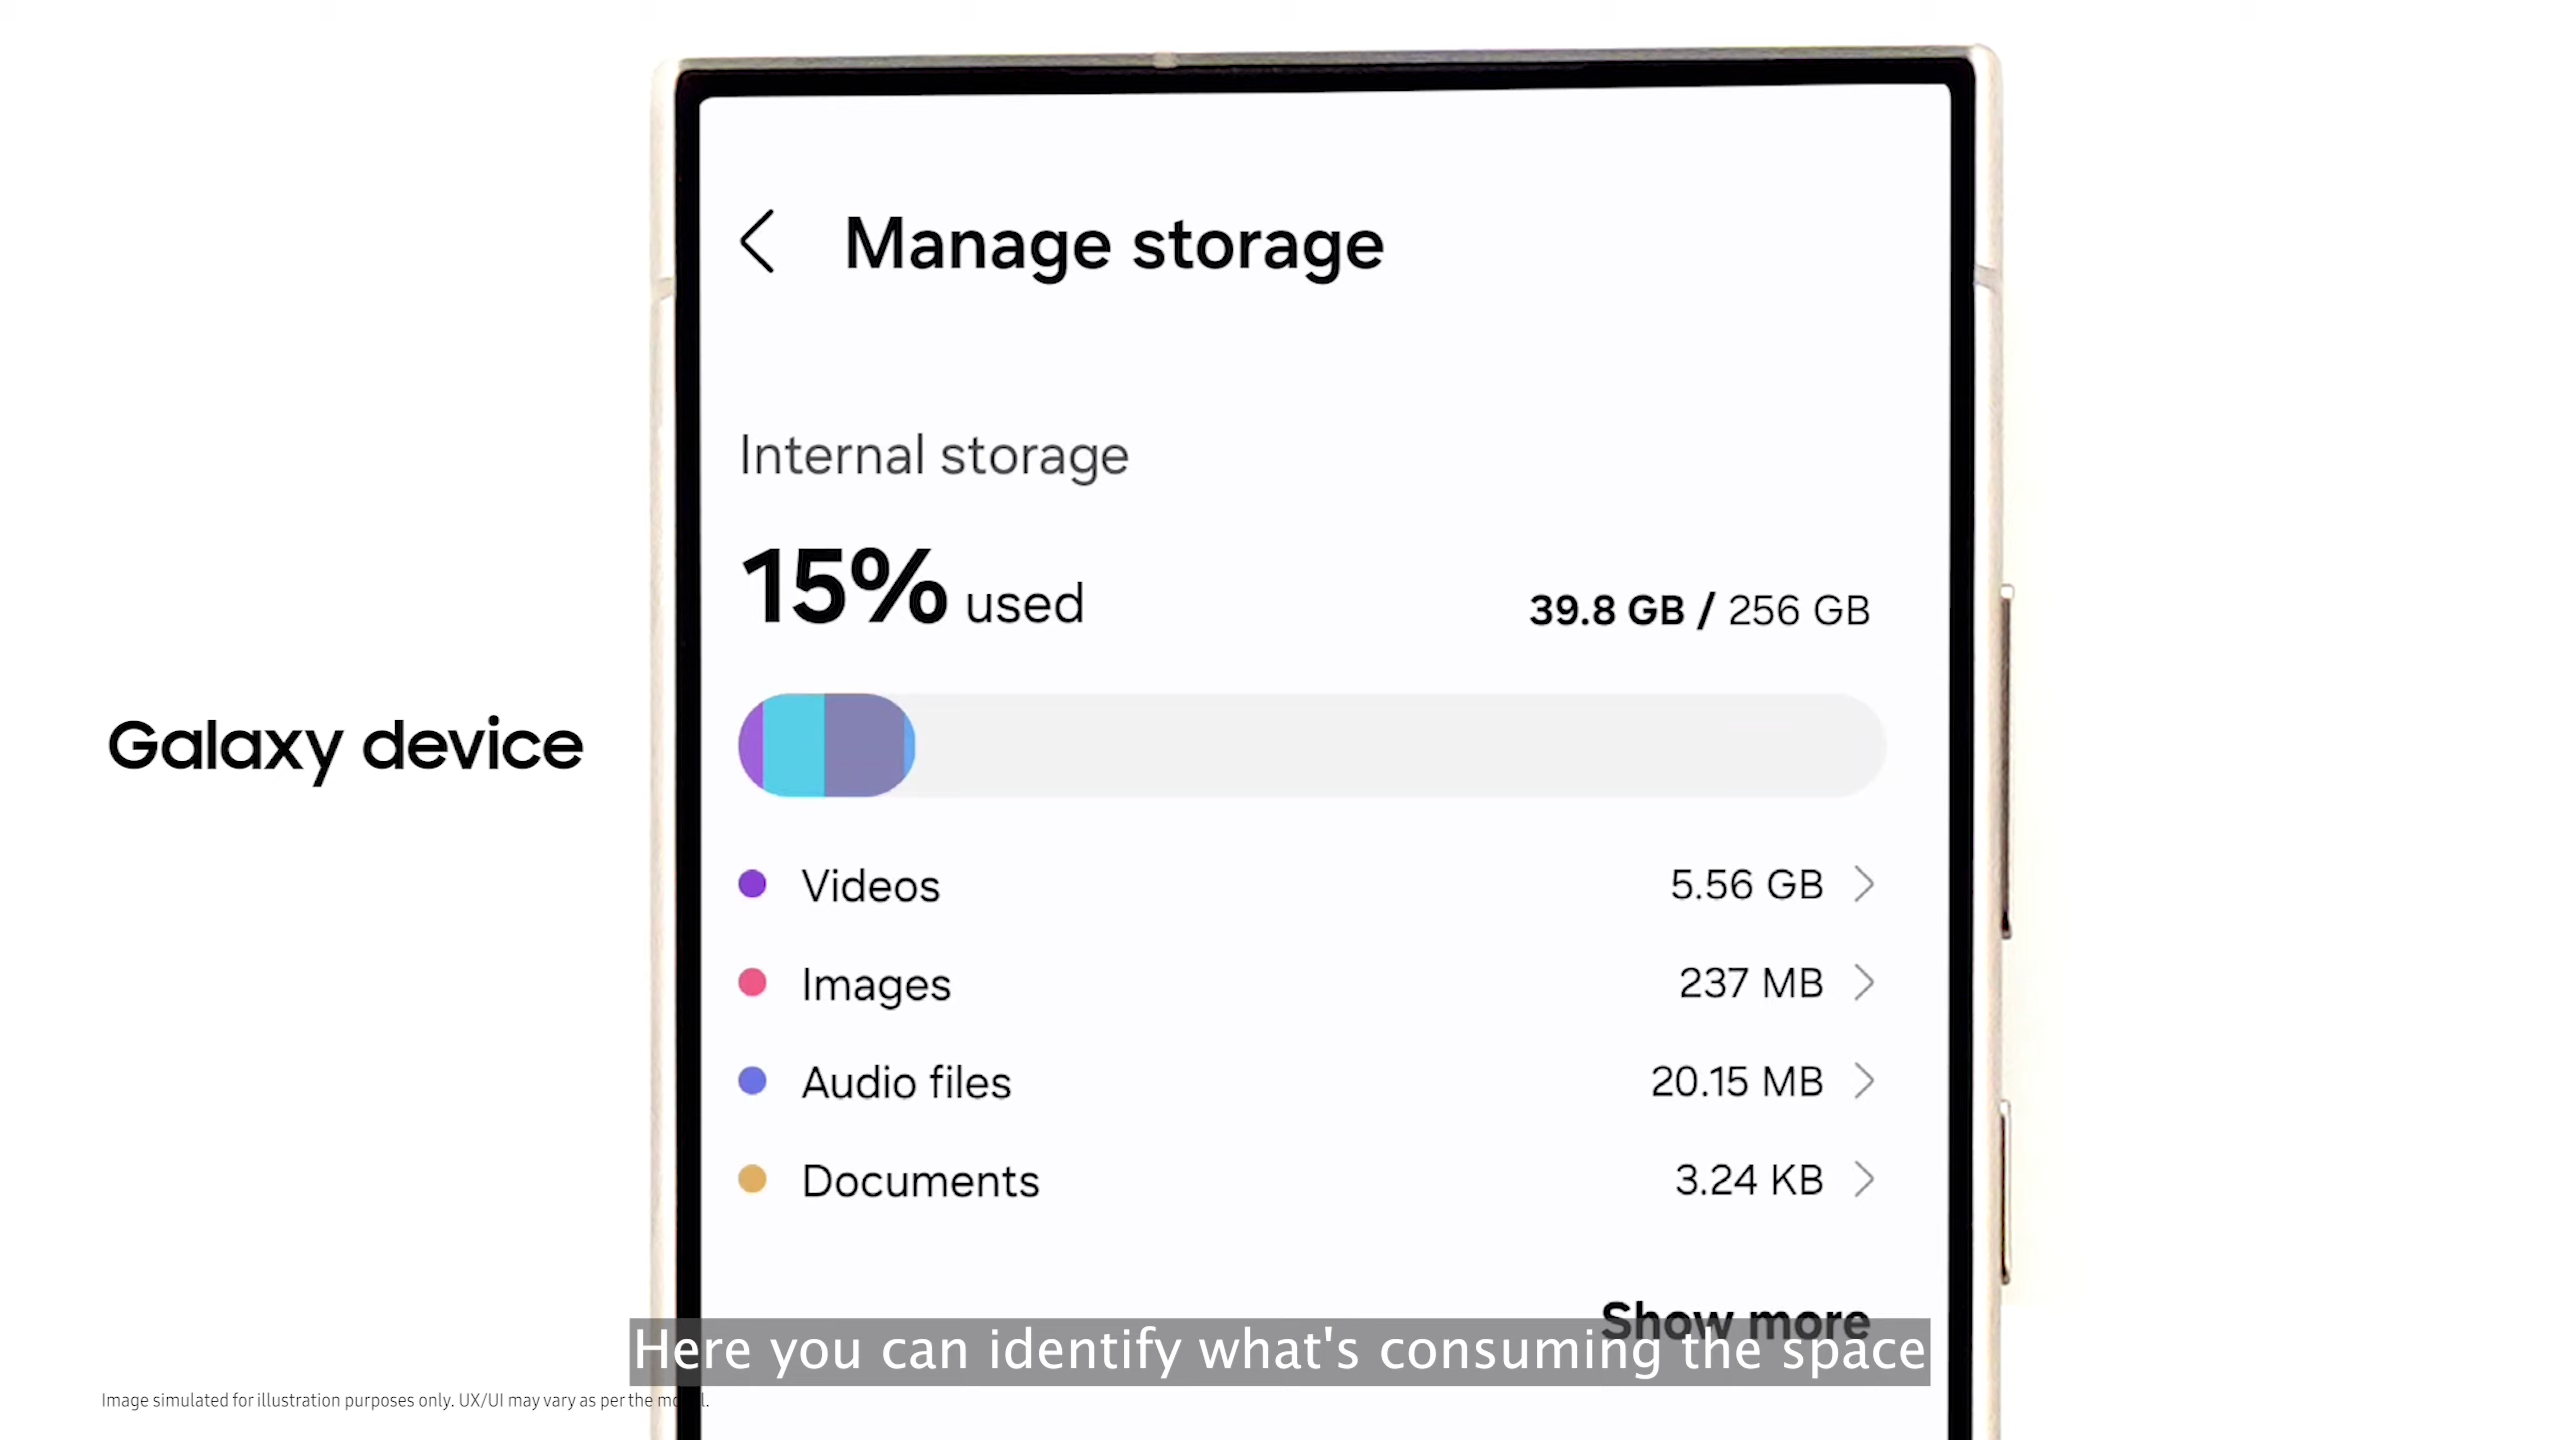 Manage storage
Internal storage
15% used
39.8 GB / 256 GB
Galaxy device
Videos 5.56 GB
Images 237 MB
Audio files 20.15 MB
Documents 3.24 KB
Show more
Here you can identify what's consuming the space
Image simulated for illustration purposes only. UX/UI may vary as per the model.